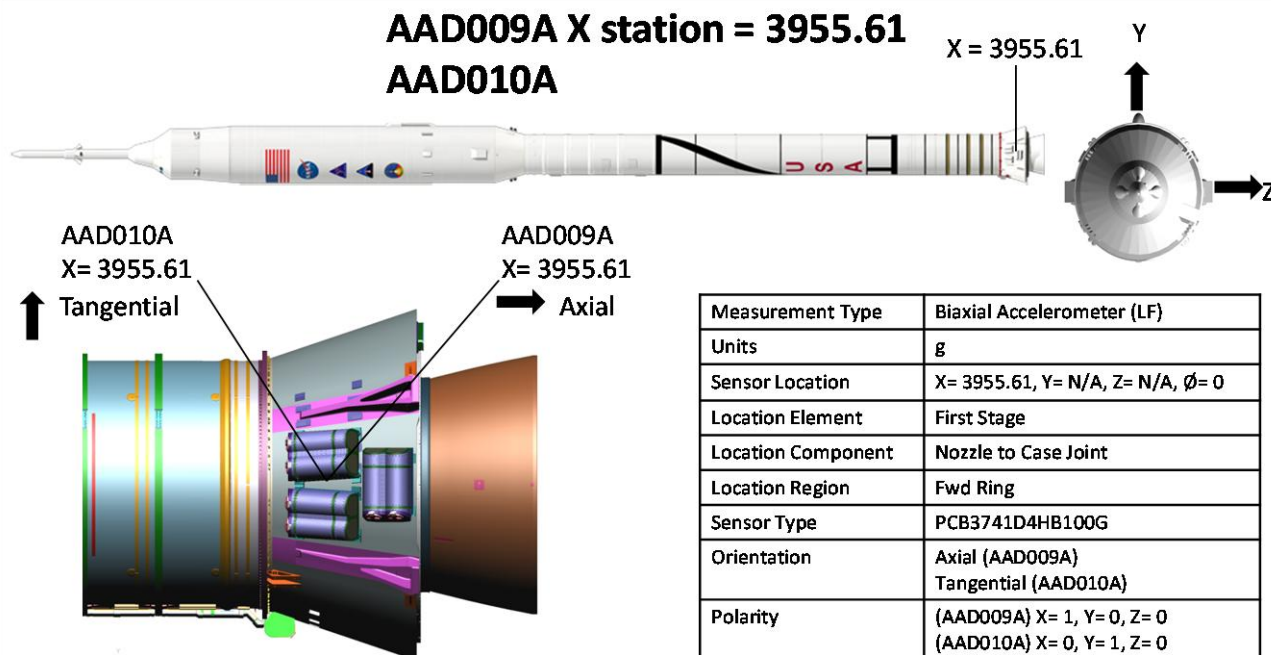 AAD009A X station = 3955.61
AAD010A
X = 3955.61
Y
Z
USA
AAD010A
X= 3955.61
Tangential
AAD009A
X= 3955.61
Axial
Measurement Type Biaxial Accelerometer (LF)
Units g
Sensor Location X= 3955.61, Y= N/A, Z= N/A, Ø= 0
Location Element First Stage
Location Component Nozzle to Case Joint
Location Region Fwd Ring
Sensor Type PCB3741D4HB100G
Orientation Axial (AAD009A)
Tangential (AAD010A)
Polarity (AAD009A) X= 1, Y= 0, Z= 0
(AAD010A) X= 0, Y= 1, Z= 0